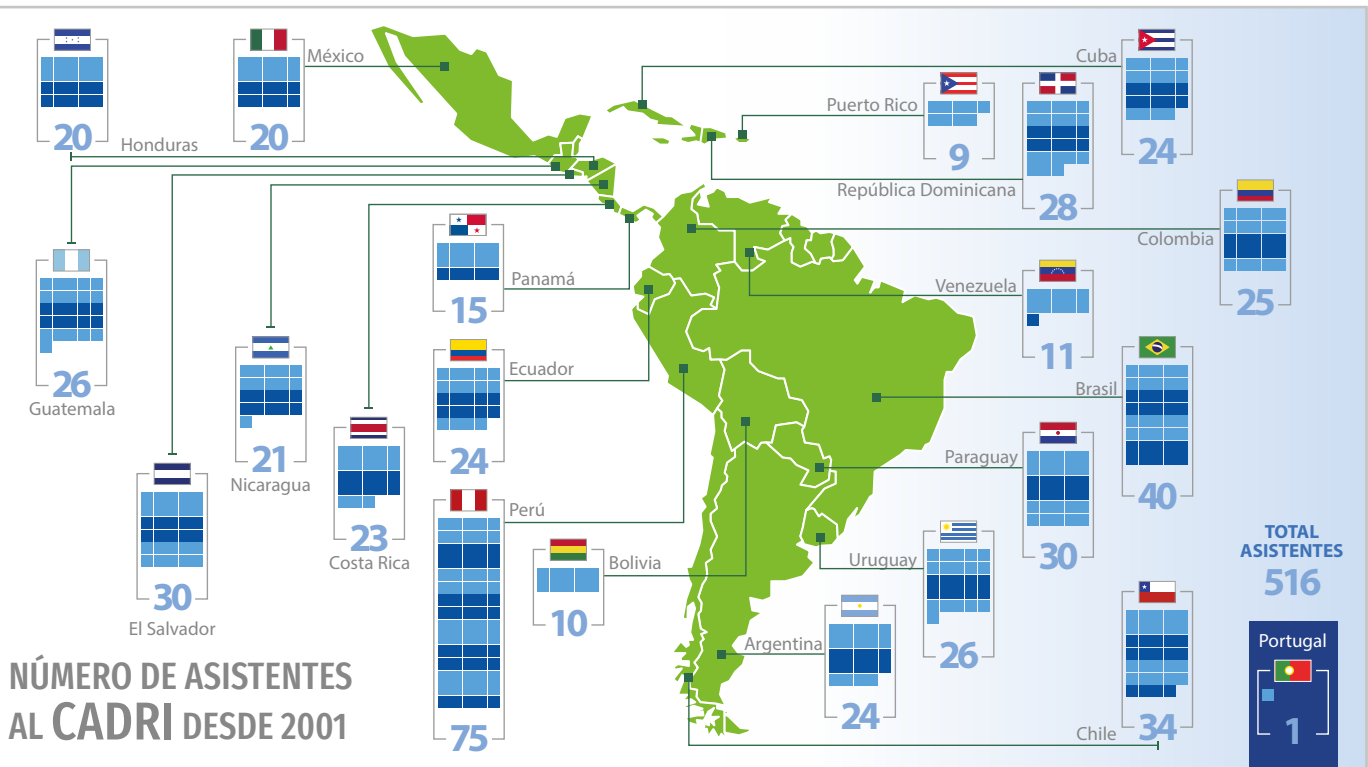 México
20
20
Honduras
Cuba
24
Puerto Rico
9
República Dominicana
28
Colombia
25
Panamá
15
Venezuela
11
Guatemala
26
Nicaragua
21
Costa Rica
23
Ecuador
24
Brasil
40
El Salvador
30
Perú
75
Bolivia
10
Paraguay
30
Uruguay
26
Argentina
24
Chile
34
TOTAL
ASISTENTES
516
Portugal
1
NÚMERO DE ASISTENTES
AL CADRI DESDE 2001